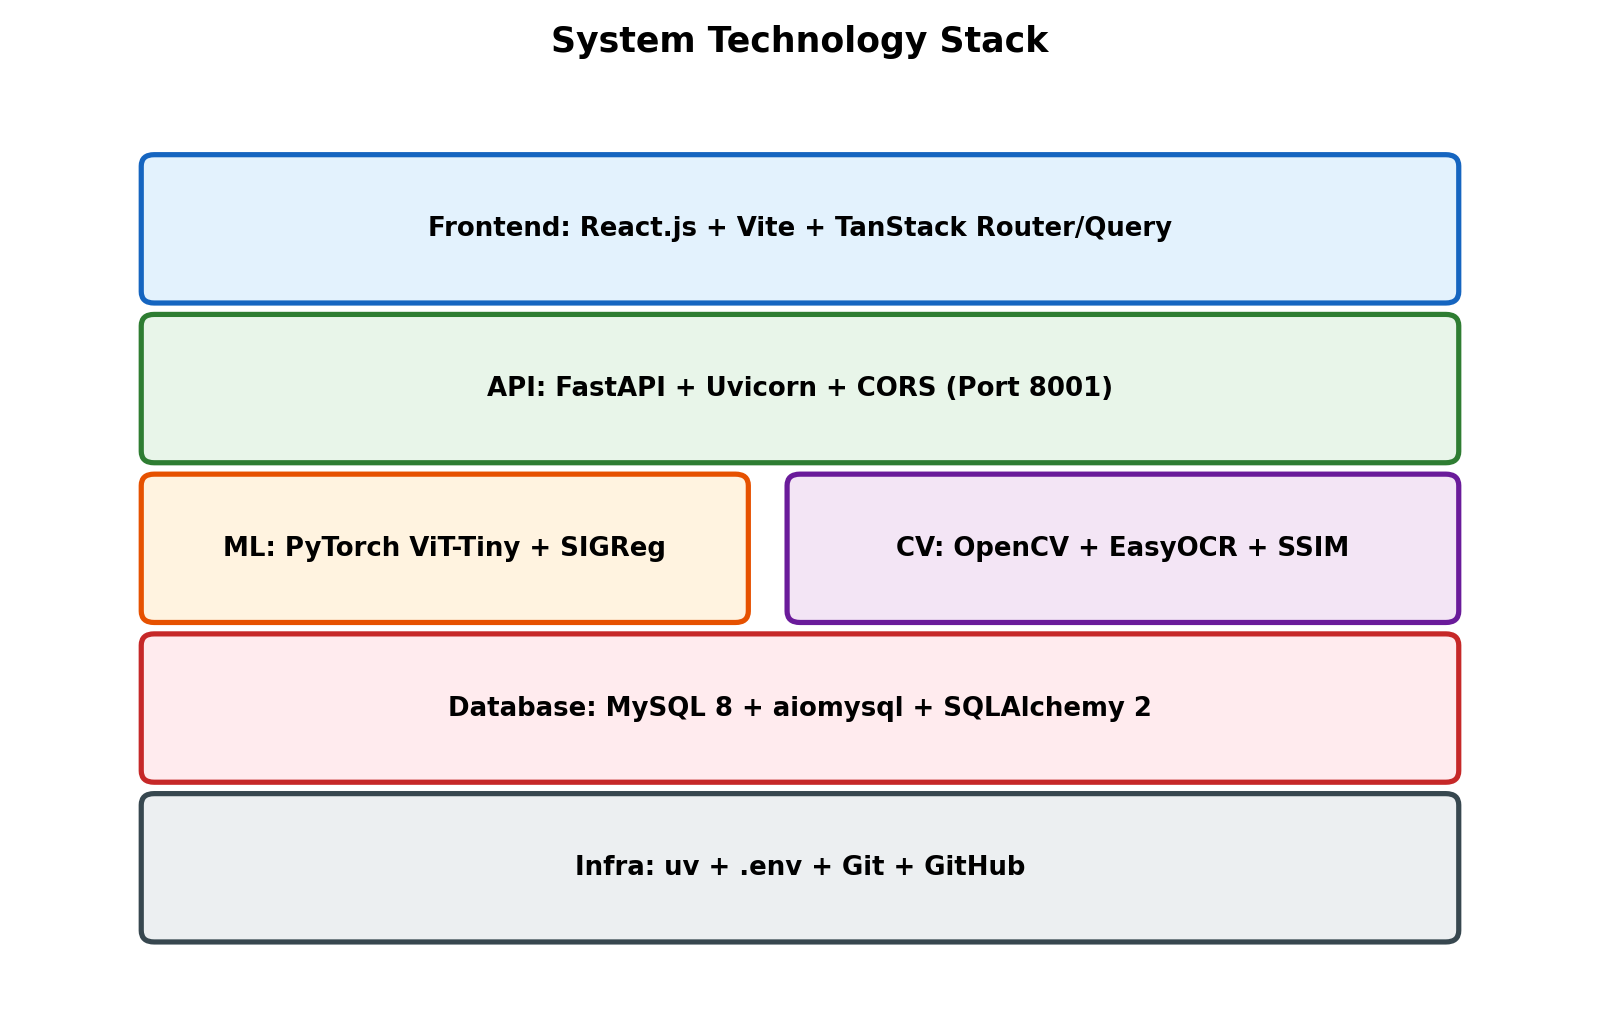 System Technology Stack
Frontend: React.js + Vite + TanStack Router/Query
API: FastAPI + Uvicorn + CORS (Port 8001)
ML: PyTorch ViT-Tiny + SIGReg
CV: OpenCV + EasyOCR + SSIM
Database: MySQL 8 + aiomysql + SQLAlchemy 2
Infra: uv + .env + Git + GitHub